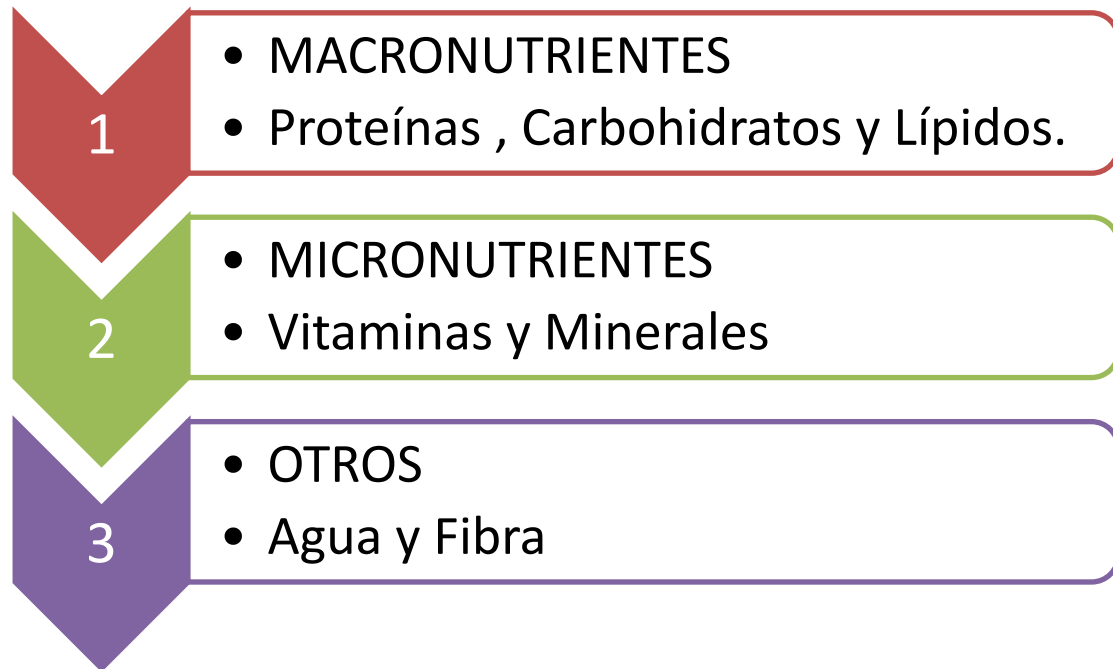 1
• MACRONUTRIENTES
• Proteínas , Carbohidratos y Lípidos.
2
• MICRONUTRIENTES
• Vitaminas y Minerales
3
• OTROS
• Agua y Fibra